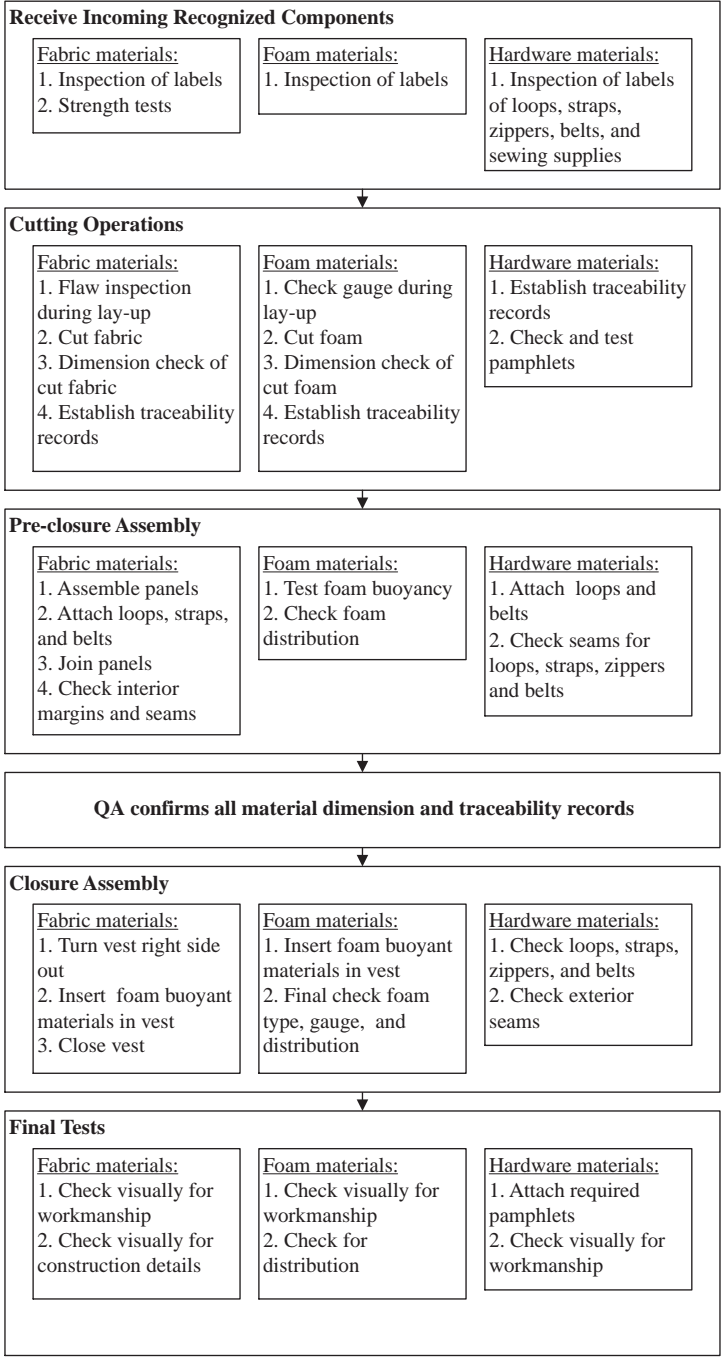 Receive Incoming Recognized Components
Fabric materials:
1. Inspection of labels
2. Strength tests
Foam materials:
1. Inspection of labels
Hardware materials:
1. Inspection of labels
of loops, straps,
zippers, belts, and
sewing supplies
Cutting Operations
Fabric materials:
1. Flaw inspection
during lay-up
2. Cut fabric
3. Dimension check of
cut fabric
4. Establish traceability
records
Foam materials:
1. Check gauge during
lay-up
2. Cut foam
3. Dimension check of
cut foam
4. Establish traceability
records
Hardware materials:
1. Establish traceability
records
2. Check and test
pamphlets
Pre-closure Assembly
Fabric materials:
1. Assemble panels
2. Attach loops, straps,
and belts
3. Join panels
4. Check interior
margins and seams
Foam materials:
1. Test foam buoyancy
2. Check foam
distribution
Hardware materials:
1. Attach loops and
belts
2. Check seams for
loops, straps, zippers
and belts
QA confirms all material dimension and traceability records
Closure Assembly
Fabric materials:
1. Turn vest right side
out
2. Insert foam buoyant
materials in vest
3. Close vest
Foam materials:
1. Insert foam buoyant
materials in vest
2. Final check foam
type, gauge, and
distribution
Hardware materials:
1. Check loops, straps,
zippers, and belts
2. Check exterior
seams
Final Tests
Fabric materials:
1. Check visually for
workmanship
2. Check visually for
construction details
Foam materials:
1. Check visually for
workmanship
2. Check for
distribution
Hardware materials:
1. Attach required
pamphlets
2. Check visually for
workmanship